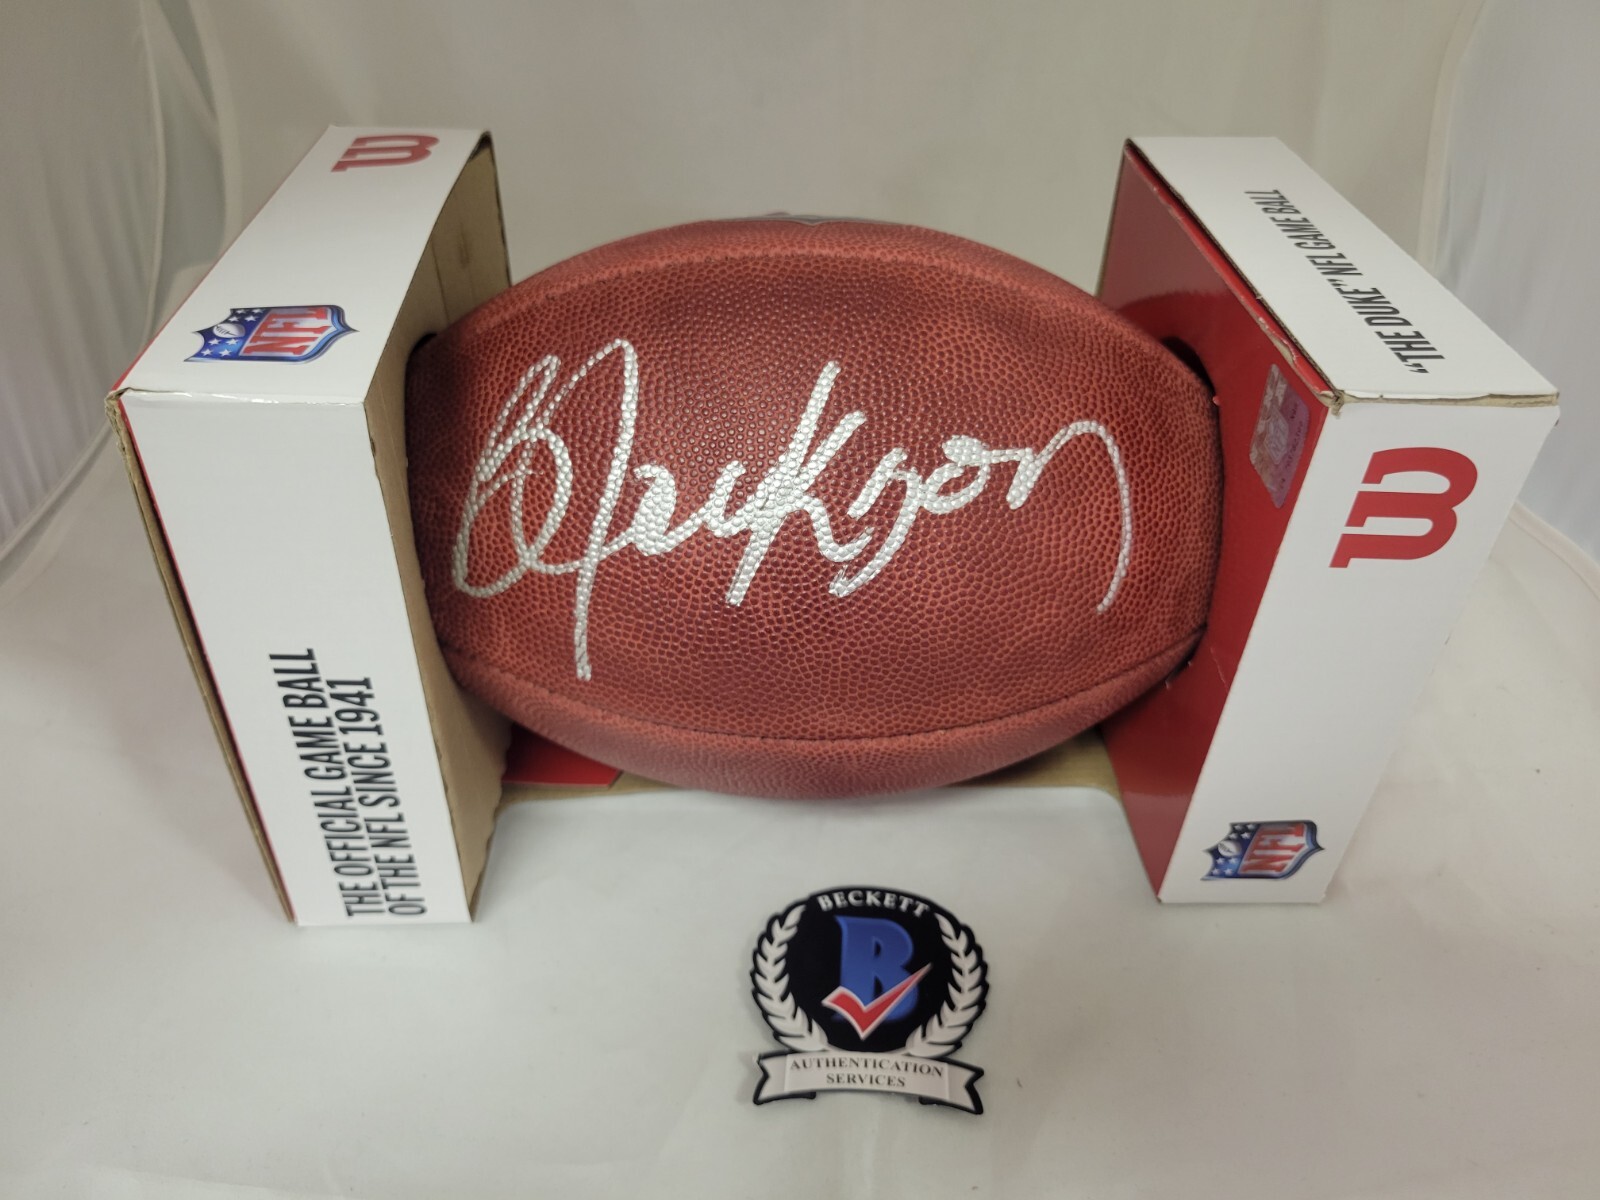 W
NFL
THE OFFICIAL GAME BALL
OF THE NFL SINCE 1941
Bo Jackson
"THE DUKE" NFL GAME BALL
W
NFL
BECKETT
B
AUTHENTICATION
SERVICES